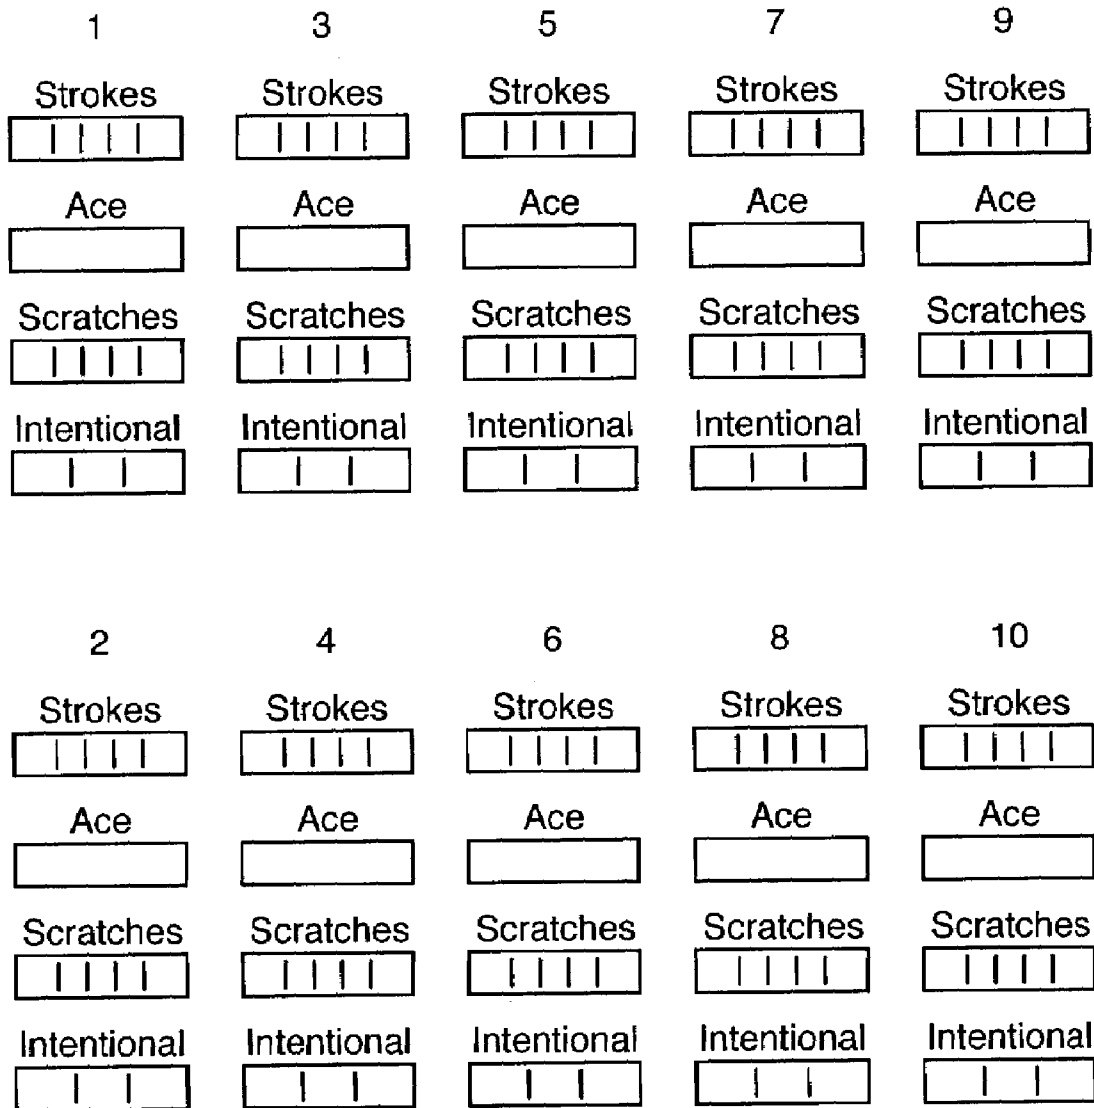 1 3 5 7 9
Strokes Strokes Strokes Strokes Strokes
Ace Ace Ace Ace Ace
Scratches Scratches Scratches Scratches Scratches
Intentional Intentional Intentional Intentional Intentional
2 4 6 8 10
Strokes Strokes Strokes Strokes Strokes
Ace Ace Ace Ace Ace
Scratches Scratches Scratches Scratches Scratches
Intentional Intentional Intentional Intentional Intentional